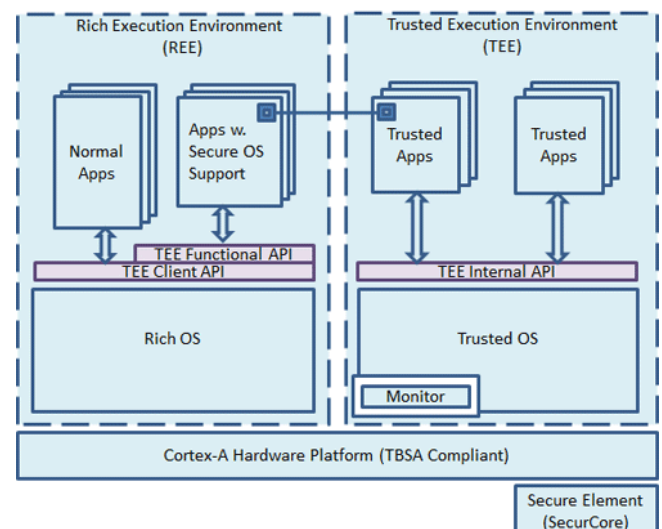 Rich Execution Environment
(REE)
Trusted Execution Environment
(TEE)
Normal
Apps
Apps w.
Secure OS
Support
Trusted
Apps
Trusted
Apps
TEE Functional API
TEE Client API
TEE Internal API
Rich OS
Trusted OS
Monitor
Cortex-A Hardware Platform (TBSA Compliant)
Secure Element
(SecurCore)